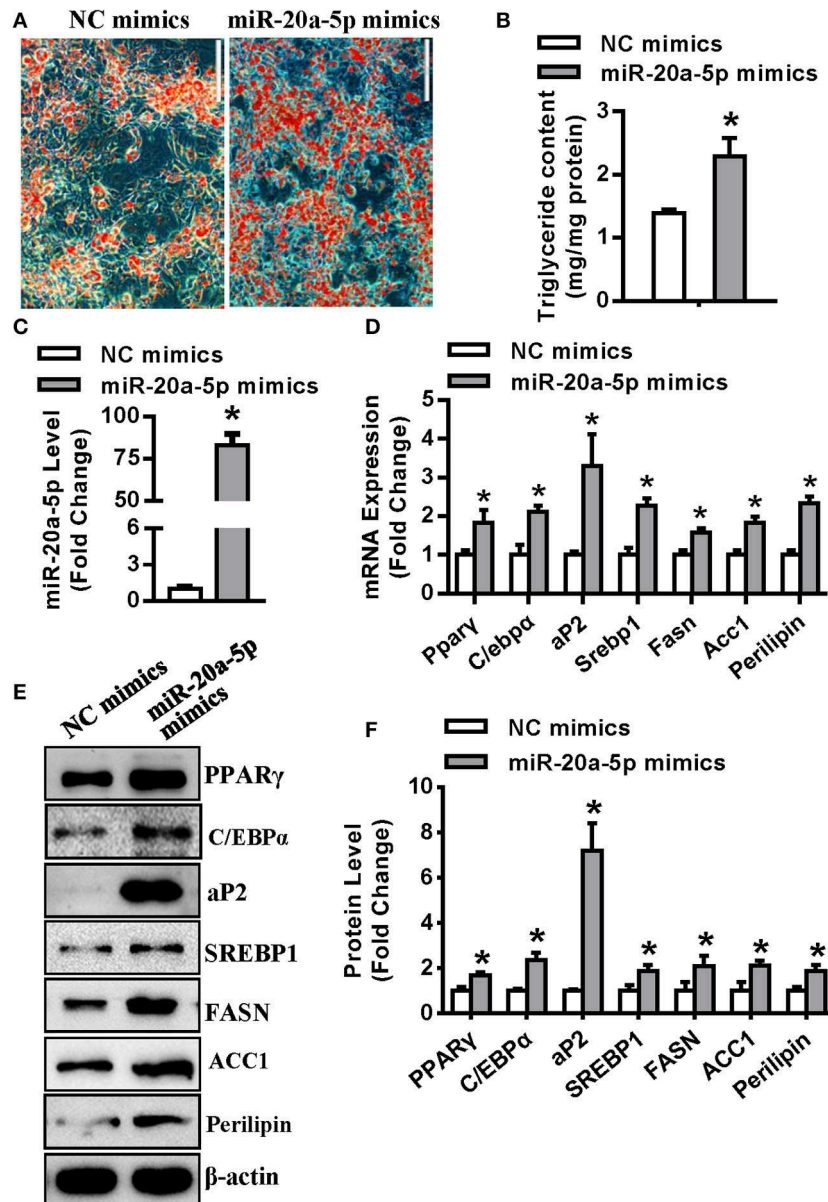 A
NC mimics
miR-20a-5p mimics
B
NC mimics
miR-20a-5p mimics
Triglyceride content
(mg/mg protein)
3
2
1
0
*
C
NC mimics
miR-20a-5p mimics
miR-20a-5p Level
(Fold Change)
100
75
50
6
3
0
*
D
NC mimics
miR-20a-5p mimics
mRNA Expression
(Fold Change)
5
4
3
2
1
0
* * * * * * *
Pparγ
C/ebpα
aP2
Srebp1
Fasn
Acc1
Perilipin
E
NC mimics
miR-20a-5p
mimics
PPARγ
C/EBPα
aP2
SREBP1
FASN
ACC1
Perilipin
β-actin
F
NC mimics
miR-20a-5p mimics
Protein Level
(Fold Change)
10
8
6
4
2
0
* * * * * * *
PPARγ
C/EBPα
aP2
SREBP1
FASN
ACC1
Perilipin